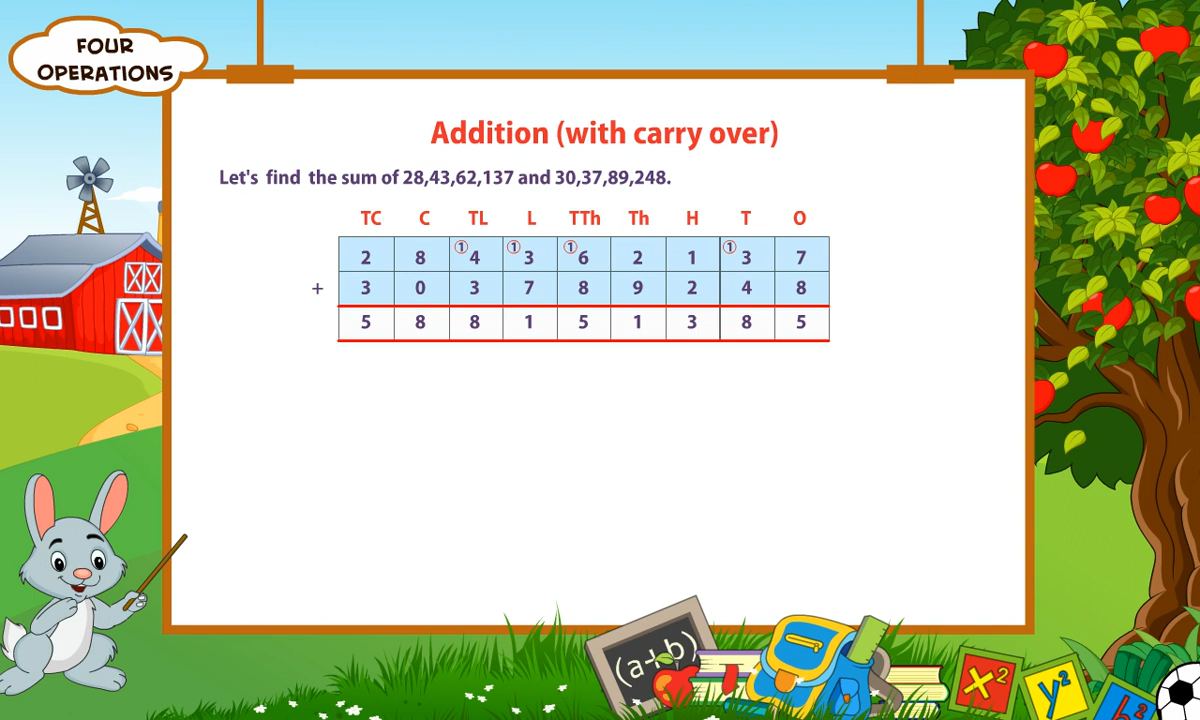 FOUR
OPERATIONS
Addition (with carry over)
Let's find the sum of 28,43,62,137 and 30,37,89,248.
TC C TL L TTh Th H T O
2 8 ①4 ①3 ①6 2 1 ①3 7
+ 3 0 3 7 8 9 2 4 8
5 8 8 1 5 1 3 8 5
(a+b)
x²
y²
b²